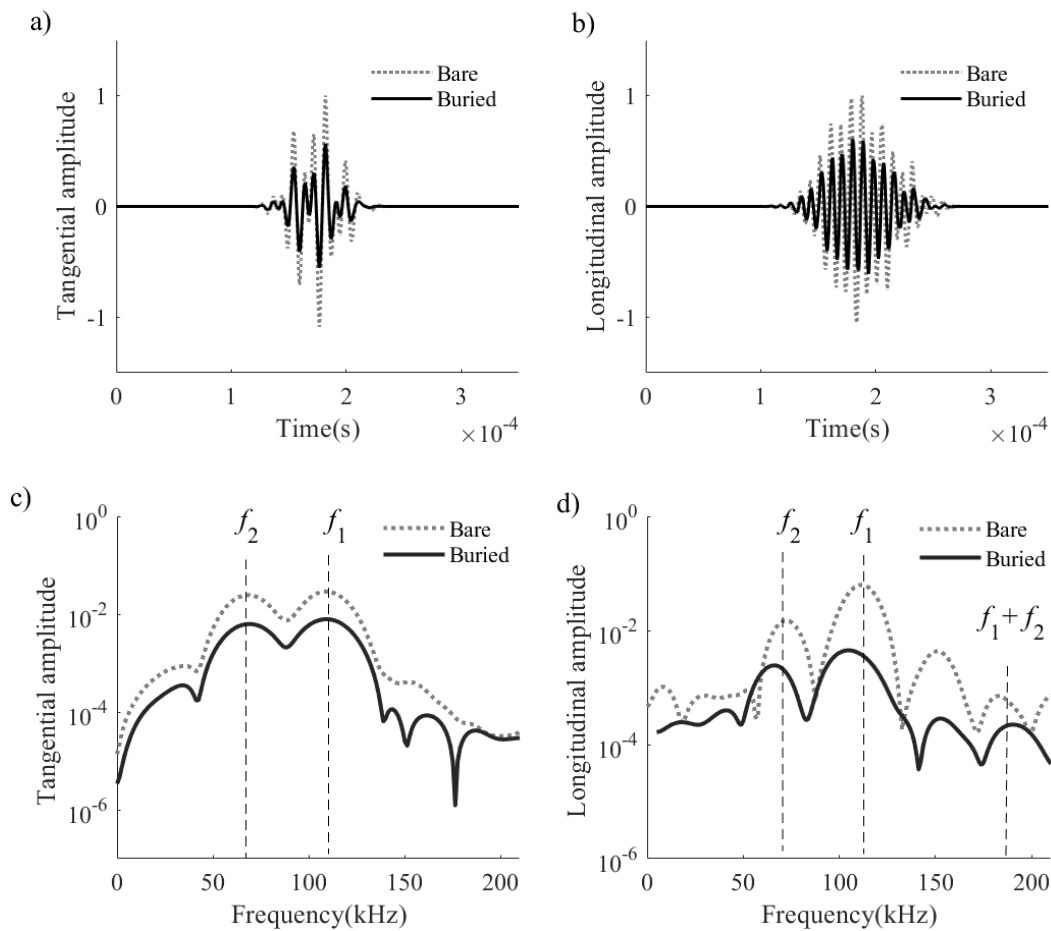 a)
Tangential amplitude
Bare
Buried
1
0
-1
0 1 2 3
Time(s)
×10⁻⁴
b)
Longitudinal amplitude
Bare
Buried
1
0
-1
0 1 2 3
Time(s)
×10⁻⁴
c)
Tangential amplitude
10⁰
10⁻²
10⁻⁴
10⁻⁶
f₂ f₁
Bare
Buried
0 50 100 150 200
Frequency(kHz)
d)
Longitudinal amplitude
10⁰
10⁻²
10⁻⁴
10⁻⁶
f₂ f₁
Bare
Buried
f₁+f₂
0 50 100 150 200
Frequency(kHz)